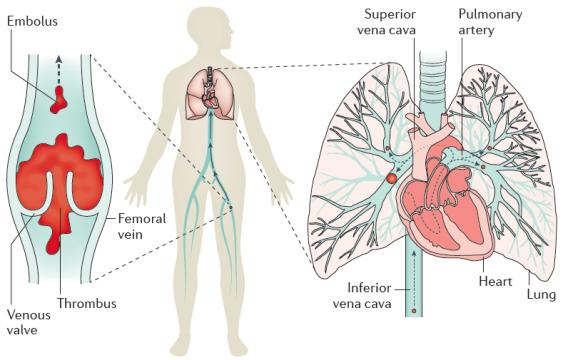 Embolus
Superior
vena cava
Pulmonary
artery
Femoral
vein
Venous
valve
Thrombus
Inferior
vena cava
Heart
Lung